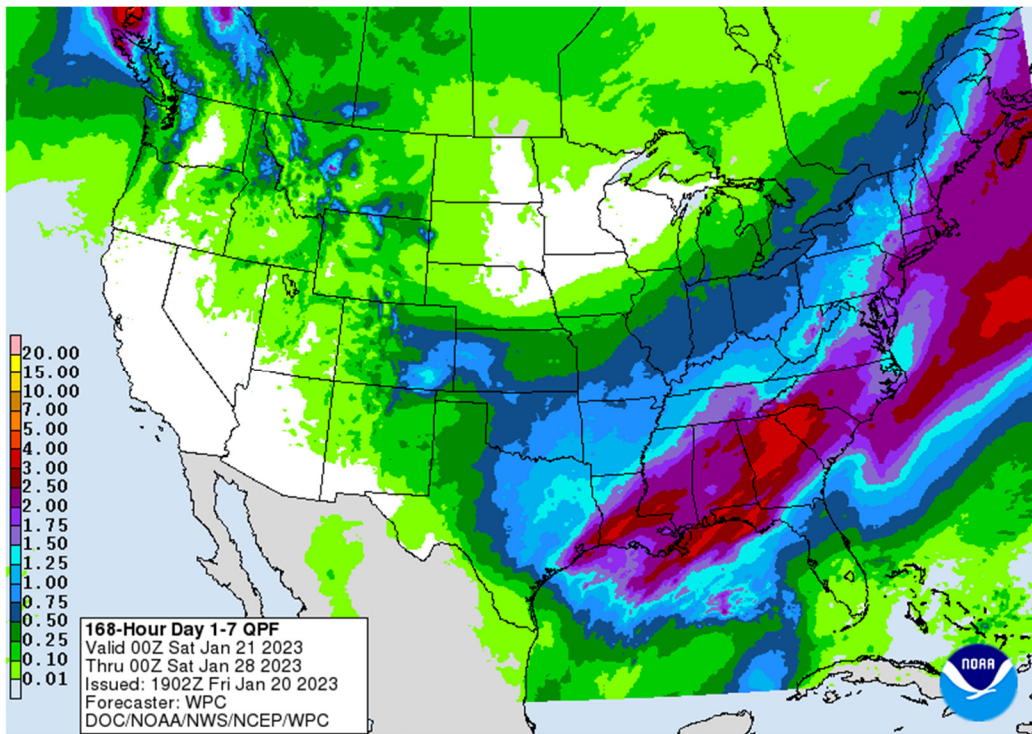 20.00
15.00
10.00
7.00
5.00
4.00
3.00
2.50
2.00
1.75
1.50
1.25
1.00
0.75
0.50
0.25
0.10
0.01
168-Hour Day 1-7 QPF
Valid 00Z Sat Jan 21 2023
Thru 00Z Sat Jan 28 2023
Issued: 1902Z Fri Jan 20 2023
Forecaster: WPC
DOC/NOAA/NWS/NCEP/WPC
NOAA